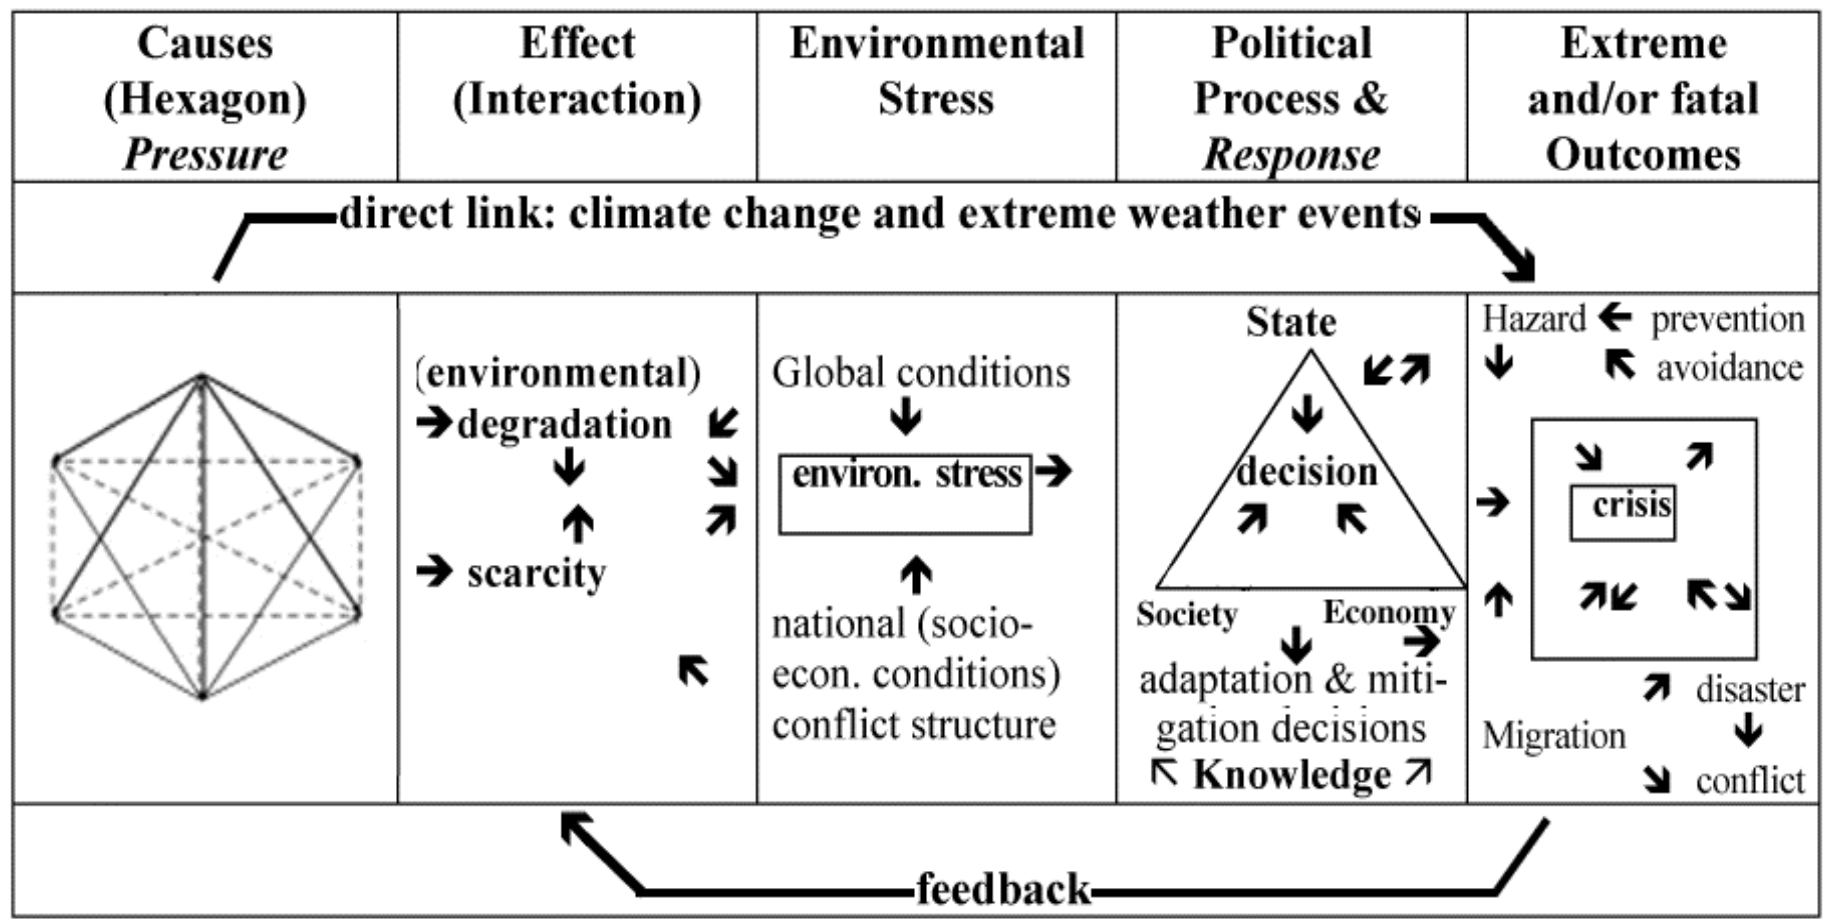 Causes
(Hexagon)
Pressure
Effect
(Interaction)
Environmental
Stress
Political
Process &
Response
Extreme
and/or fatal
Outcomes
direct link: climate change and extreme weather events
(environmental)
degradation
scarcity
Global conditions
environ. stress
national (socio-
econ. conditions)
conflict structure
State
decision
Society
Economy
adaptation & miti-
gation decisions
Knowledge
Hazard
prevention
avoidance
crisis
disaster
Migration
conflict
feedback